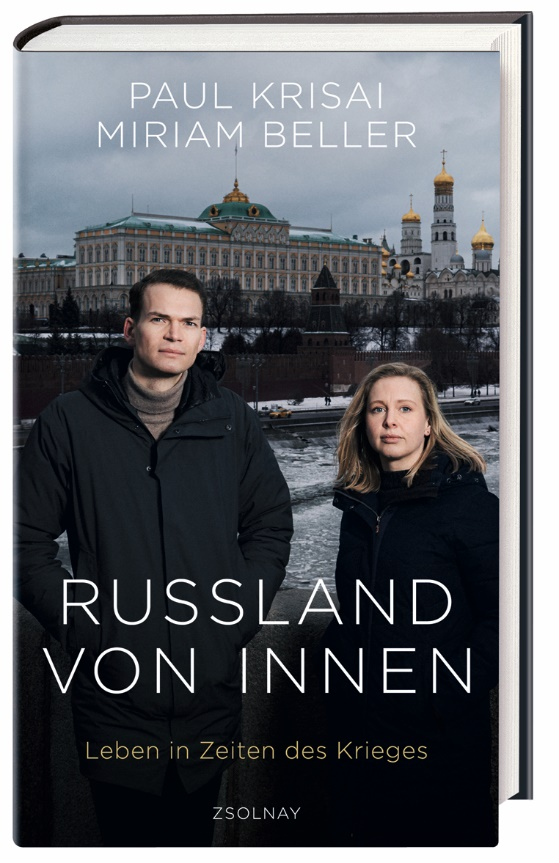 PAUL KRISAI
MIRIAM BELLER
RUSSLAND
VON INNEN
Leben in Zeiten des Krieges
ZSOLNAY